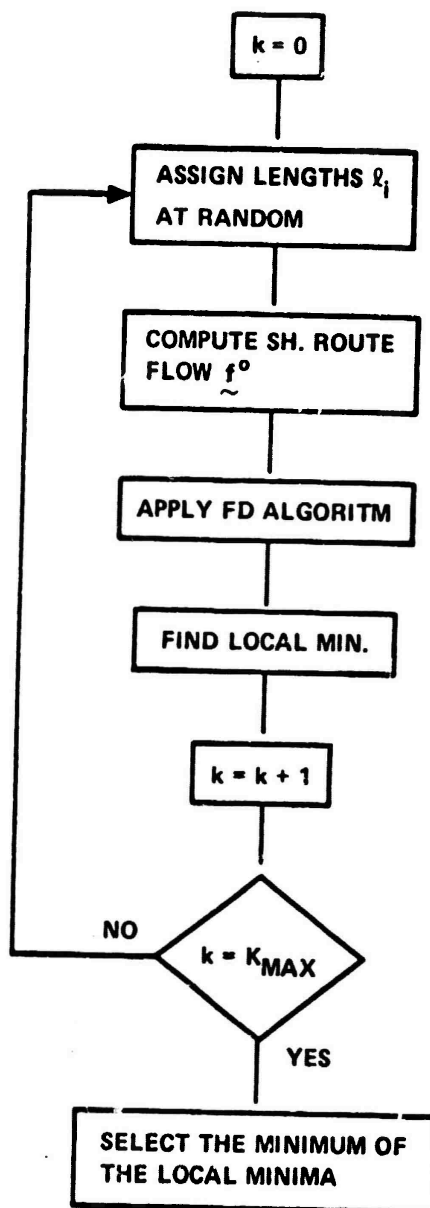 k = 0
ASSIGN LENGTHS ℓi
AT RANDOM
COMPUTE SH. ROUTE
FLOW f°
APPLY FD ALGORITM
FIND LOCAL MIN.
k = k + 1
NO
k = KMAX
YES
SELECT THE MINIMUM OF
THE LOCAL MINIMA